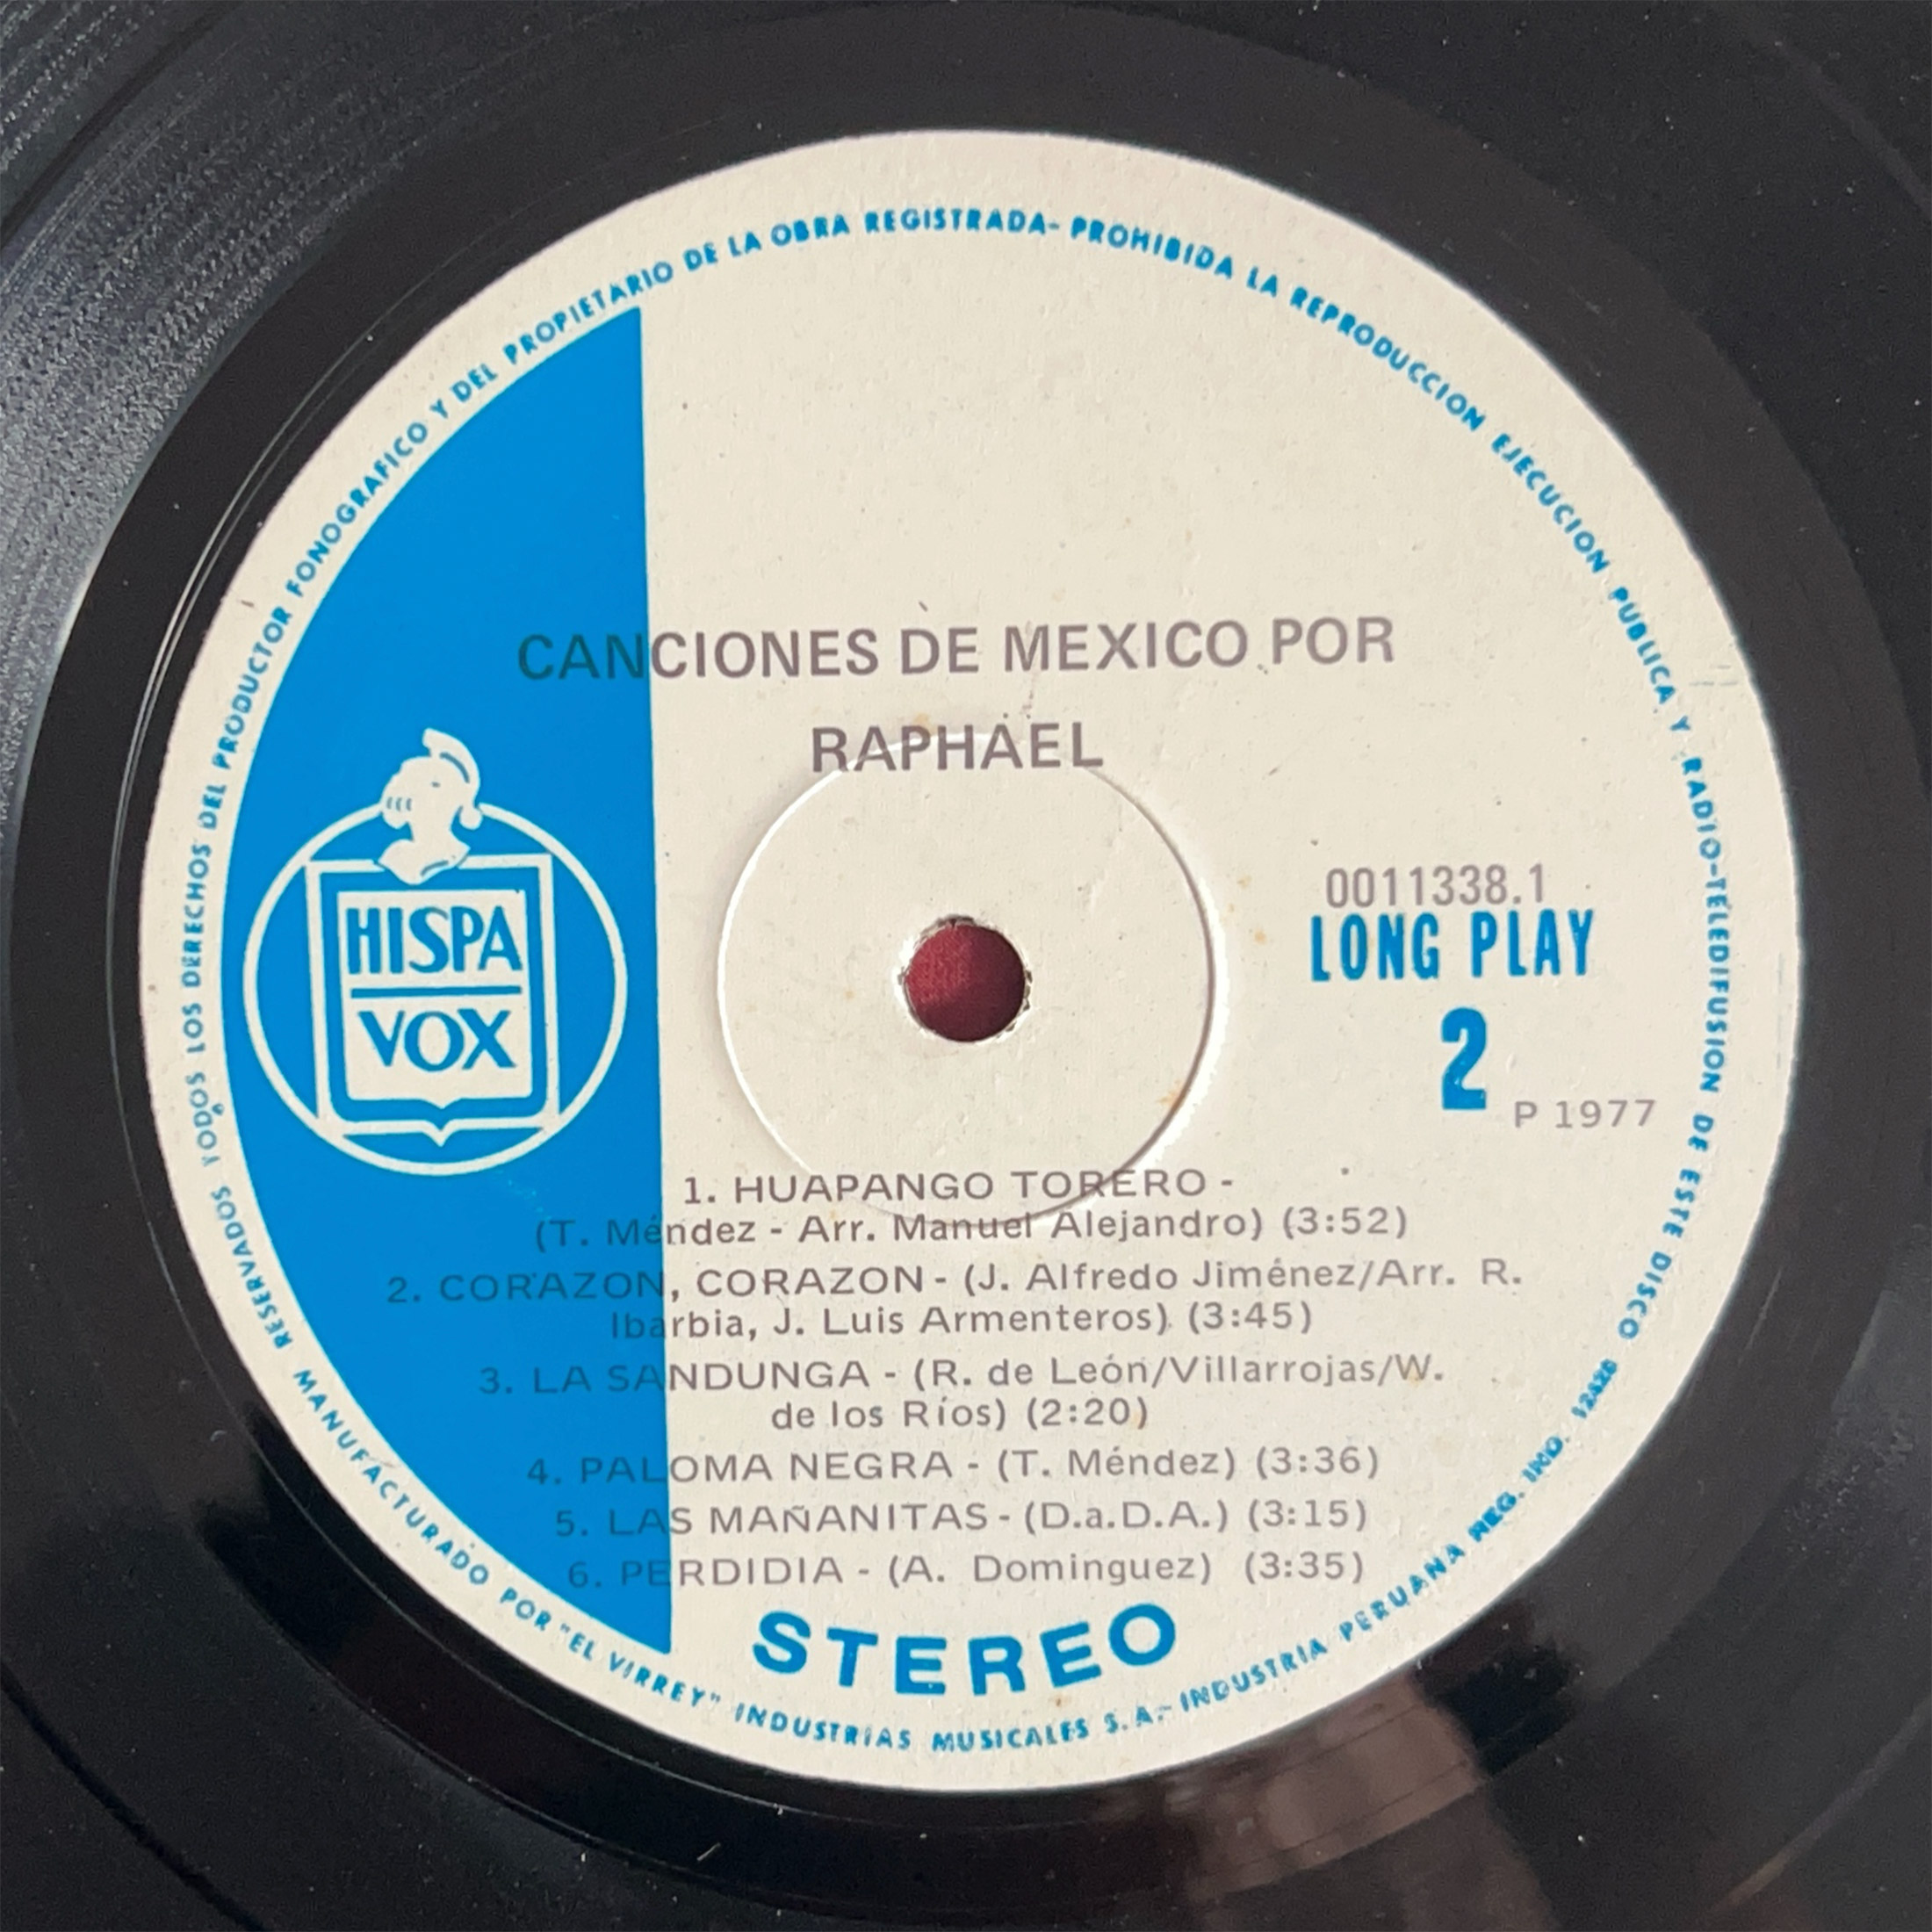 TODOS LOS DERECHOS DEL PRODUCTOR FONOGRAFICO Y DEL PROPIETARIO DE LA OBRA REGISTRADA- PROHIBIDA LA REPRODUCCION EJECUCION PUBLICA Y RADIO-TELEDIFUSION DE ESTE DISCO
CANCIONES DE MEXICO POR
RAPHAEL
HISPA
VOX
0011338.1
LONG PLAY
2
P 1977
1. HUAPANGO TORERO -
(T. Méndez - Arr. Manuel Alejandro) (3:52)
2. CORAZON, CORAZON - (J. Alfredo Jiménez/Arr. R.
Ibarbia, J. Luis Armenteros) (3:45)
3. LA SANDUNGA - (R. de León/Villarrojas/W.
de los Ríos) (2:20)
4. PALOMA NEGRA - (T. Méndez) (3:36)
5. LAS MAÑANITAS - (D.a.D.A.) (3:15)
6. PERDIDIA - (A. Dominguez) (3:35)
STEREO
RESERVADOS MANUFACTURADO POR "EL VIRREY" INDUSTRIAS MUSICALES S.A.- INDUSTRIA PERUANA REG. IND.